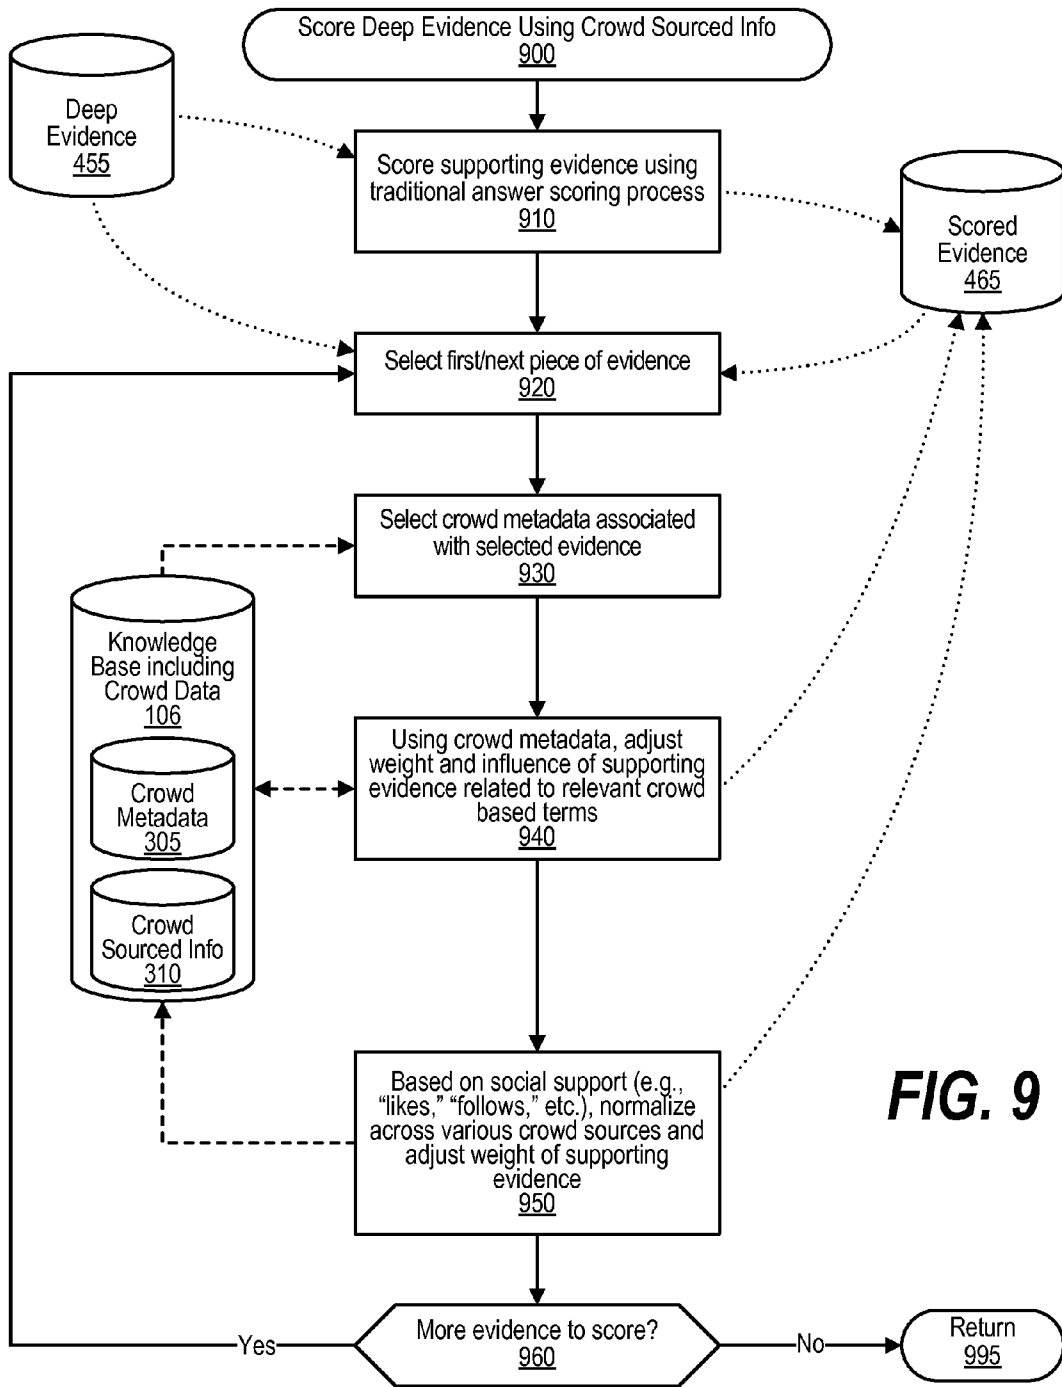 Score Deep Evidence Using Crowd Sourced Info
900
Deep
Evidence
455
Score supporting evidence using
traditional answer scoring process
910
Scored
Evidence
465
Select first/next piece of evidence
920
Select crowd metadata associated
with selected evidence
930
Knowledge
Base including
Crowd Data
106
Crowd
Metadata
305
Crowd
Sourced Info
310
Using crowd metadata, adjust
weight and influence of supporting
evidence related to relevant crowd
based terms
940
Based on social support (e.g.,
“likes,” “follows,” etc.), normalize
across various crowd sources and
adjust weight of supporting
evidence
950
FIG. 9
More evidence to score?
960
Yes
No
Return
995